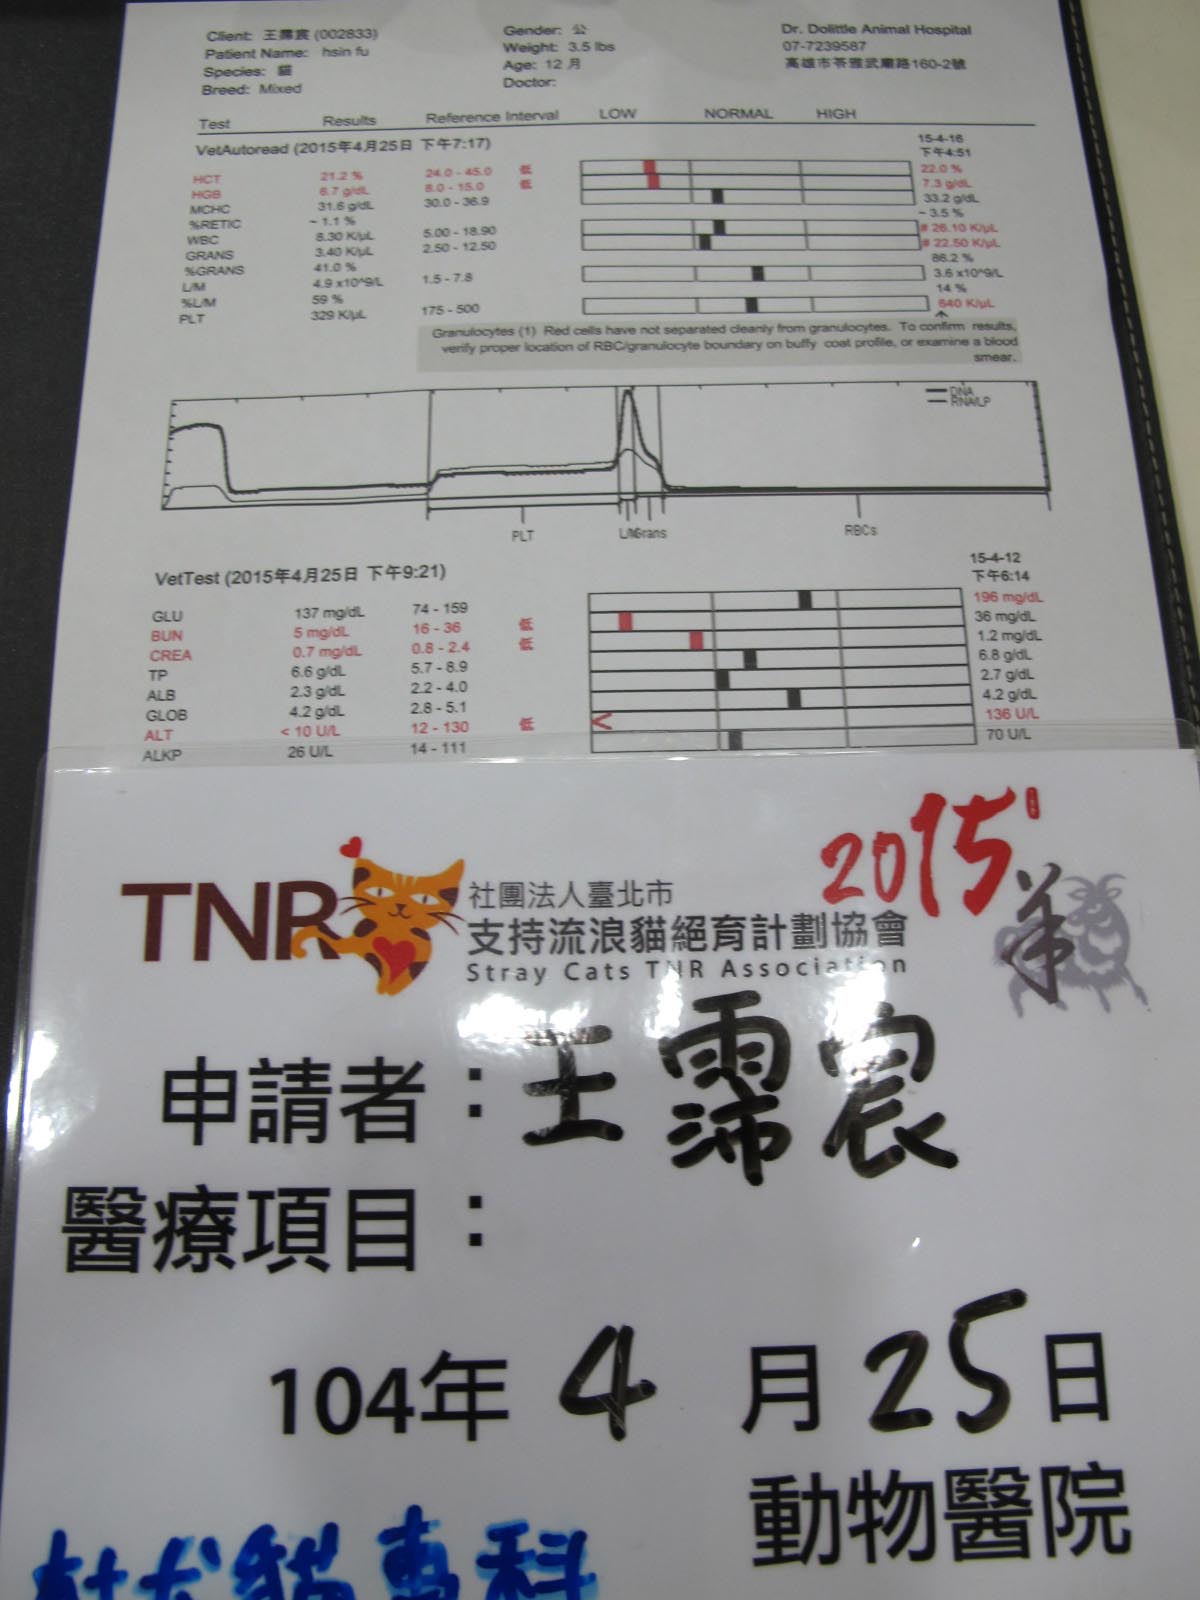 Client: 王霈宸 (002833)
Patient Name: hsin fu
Species: 貓
Breed: Mixed
Gender: 公
Weight: 3.5 lbs
Age: 12 月
Doctor:
Dr. Dolittle Animal Hospital
07-7239587
高雄市苓雅武廟路160-2號
Test Results Reference Interval LOW NORMAL HIGH
VetAutoread (2015年4月25日 下午7:17) 15-4-16 下午4:51
HCT 21.2 % 24.0 - 45.0 低 22.0 %
HGB 6.7 g/dL 8.0 - 15.0 低 7.3 g/dL
MCHC 31.6 g/dL 30.0 - 36.9 33.2 g/dL
%RETIC ~ 1.1 % ~ 3.5 %
WBC 8.30 K/µL 5.00 - 18.90 # 26.10 K/µL
GRANS 3.40 K/µL 2.50 - 12.50 # 22.50 K/µL
%GRANS 41.0 % 86.2 %
L/M 4.9 x10^9/L 1.5 - 7.8 3.6 x10^9/L
%L/M 59 % 14 %
PLT 329 K/µL 175 - 500 640 K/µL
Granulocytes (1) Red cells have not separated cleanly from granulocytes. To confirm results,
verify proper location of RBC/granulocyte boundary on buffy coat profile, or examine a blood
smear.
DNA
RNA/LP
PLT L/M Grans RBCs
VetTest (2015年4月25日 下午9:21) 15-4-12 下午6:14
GLU 137 mg/dL 74 - 159 196 mg/dL
BUN 5 mg/dL 16 - 36 低 36 mg/dL
CREA 0.7 mg/dL 0.8 - 2.4 低 1.2 mg/dL
TP 6.6 g/dL 5.7 - 8.9 6.8 g/dL
ALB 2.3 g/dL 2.2 - 4.0 2.7 g/dL
GLOB 4.2 g/dL 2.8 - 5.1 4.2 g/dL
ALT < 10 U/L 12 - 130 低 < 136 U/L
ALKP 26 U/L 14 - 111 70 U/L
TNR
社團法人臺北市
支持流浪貓絕育計劃協會
Stray Cats TNR Association
2015
羊
申請者：王霈宸
醫療項目：
104年 4 月 25 日
動物醫院
犬貓專科